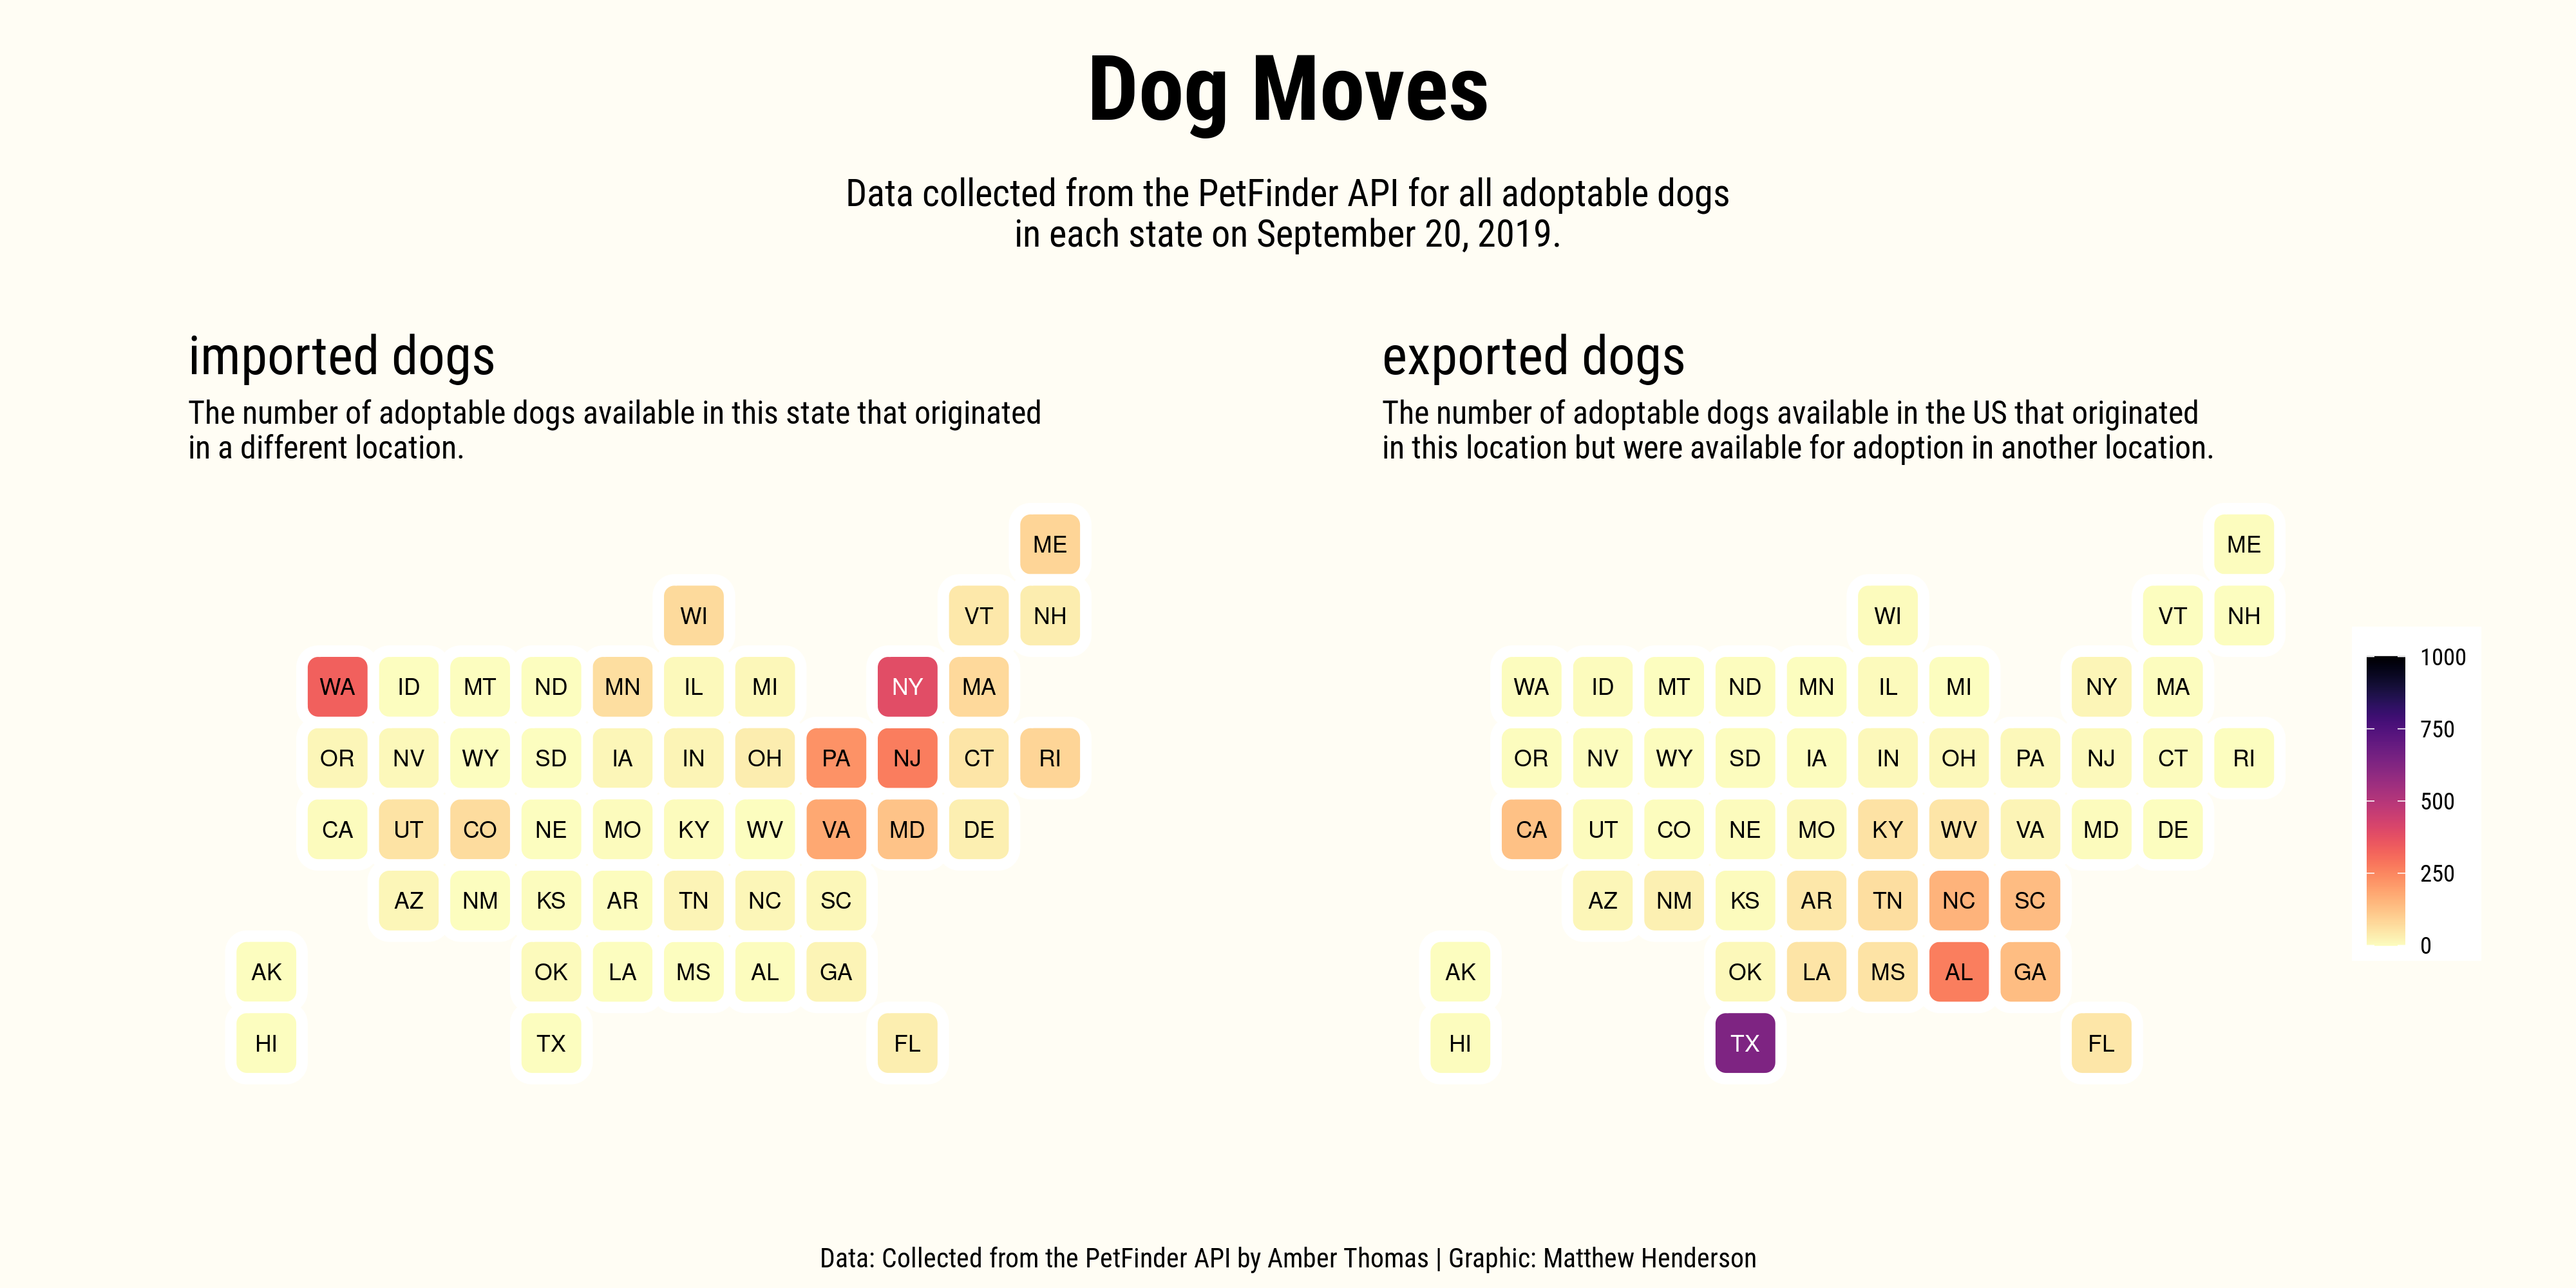 Dog Moves
Data collected from the PetFinder API for all adoptable dogs
in each state on September 20, 2019.
imported dogs
The number of adoptable dogs available in this state that originated
in a different location.
ME
WI VT NH
WA ID MT ND MN IL MI NY MA
OR NV WY SD IA IN OH PA NJ CT RI
CA UT CO NE MO KY WV VA MD DE
AZ NM KS AR TN NC SC
AK OK LA MS AL GA
HI TX FL
exported dogs
The number of adoptable dogs available in the US that originated
in this location but were available for adoption in another location.
ME
WI VT NH
WA ID MT ND MN IL MI NY MA
OR NV WY SD IA IN OH PA NJ CT RI
CA UT CO NE MO KY WV VA MD DE
AZ NM KS AR TN NC SC
AK OK LA MS AL GA
HI TX FL
1000
750
500
250
0
Data: Collected from the PetFinder API by Amber Thomas | Graphic: Matthew Henderson